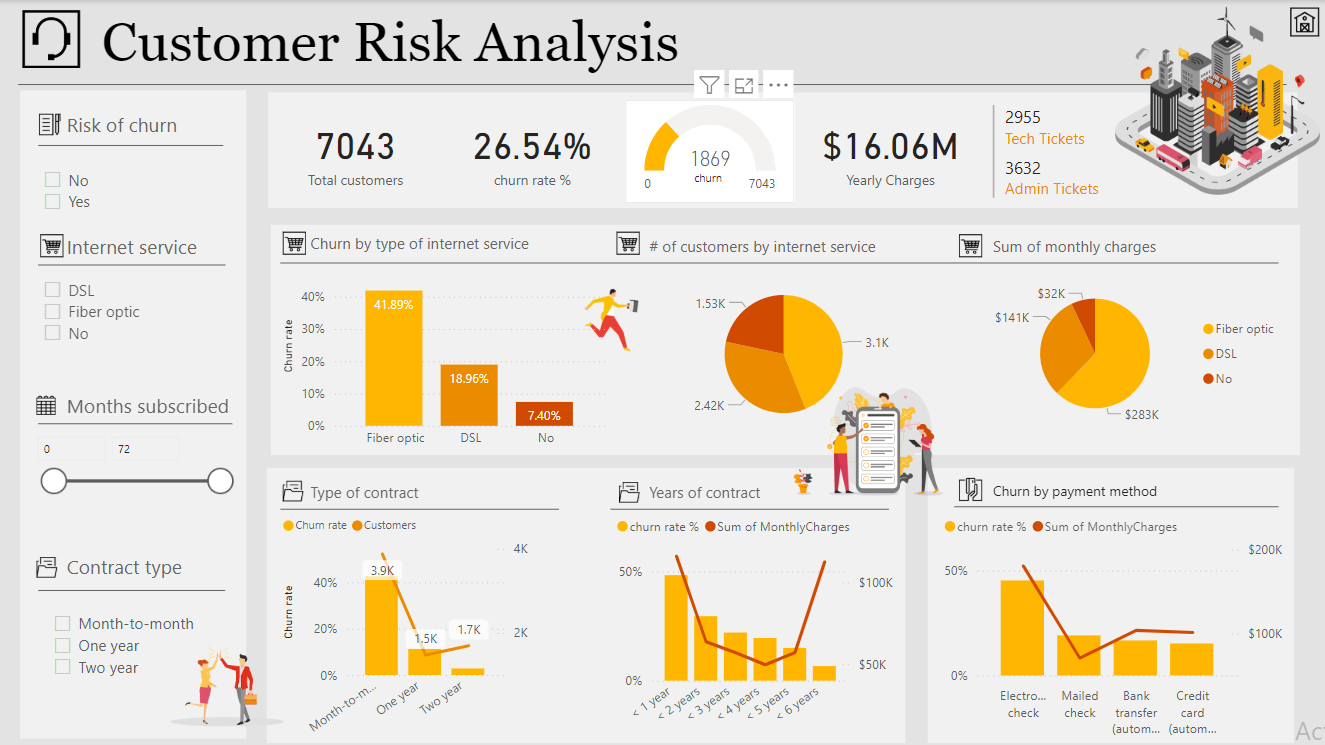 Customer Risk Analysis
Risk of churn
No
Yes
Internet service
DSL
Fiber optic
No
Months subscribed
0 72
Contract type
Month-to-month
One year
Two year
7043
Total customers
26.54%
churn rate %
1869
churn
0 7043
$16.06M
Yearly Charges
2955
Tech Tickets
3632
Admin Tickets
Churn by type of internet service
Churn rate
40%
30%
20%
10%
0%
41.89%
18.96%
7.40%
Fiber optic DSL No
# of customers by internet service
1.53K
3.1K
2.42K
Sum of monthly charges
$32K
$141K
$283K
Fiber optic
DSL
No
Type of contract
Churn rate Customers
Churn rate
40%
20%
0%
4K
2K
3.9K
1.5K
1.7K
Month-to-m...
One year
Two year
Years of contract
churn rate % Sum of MonthlyCharges
50%
0%
$100K
$50K
< 1 year
< 2 years
< 3 years
< 4 years
< 5 years
< 6 years
Churn by payment method
churn rate % Sum of MonthlyCharges
50%
0%
$200K
$100K
Electro...
check
Mailed
check
Bank
transfer
(autom...
Credit
card
(autom...